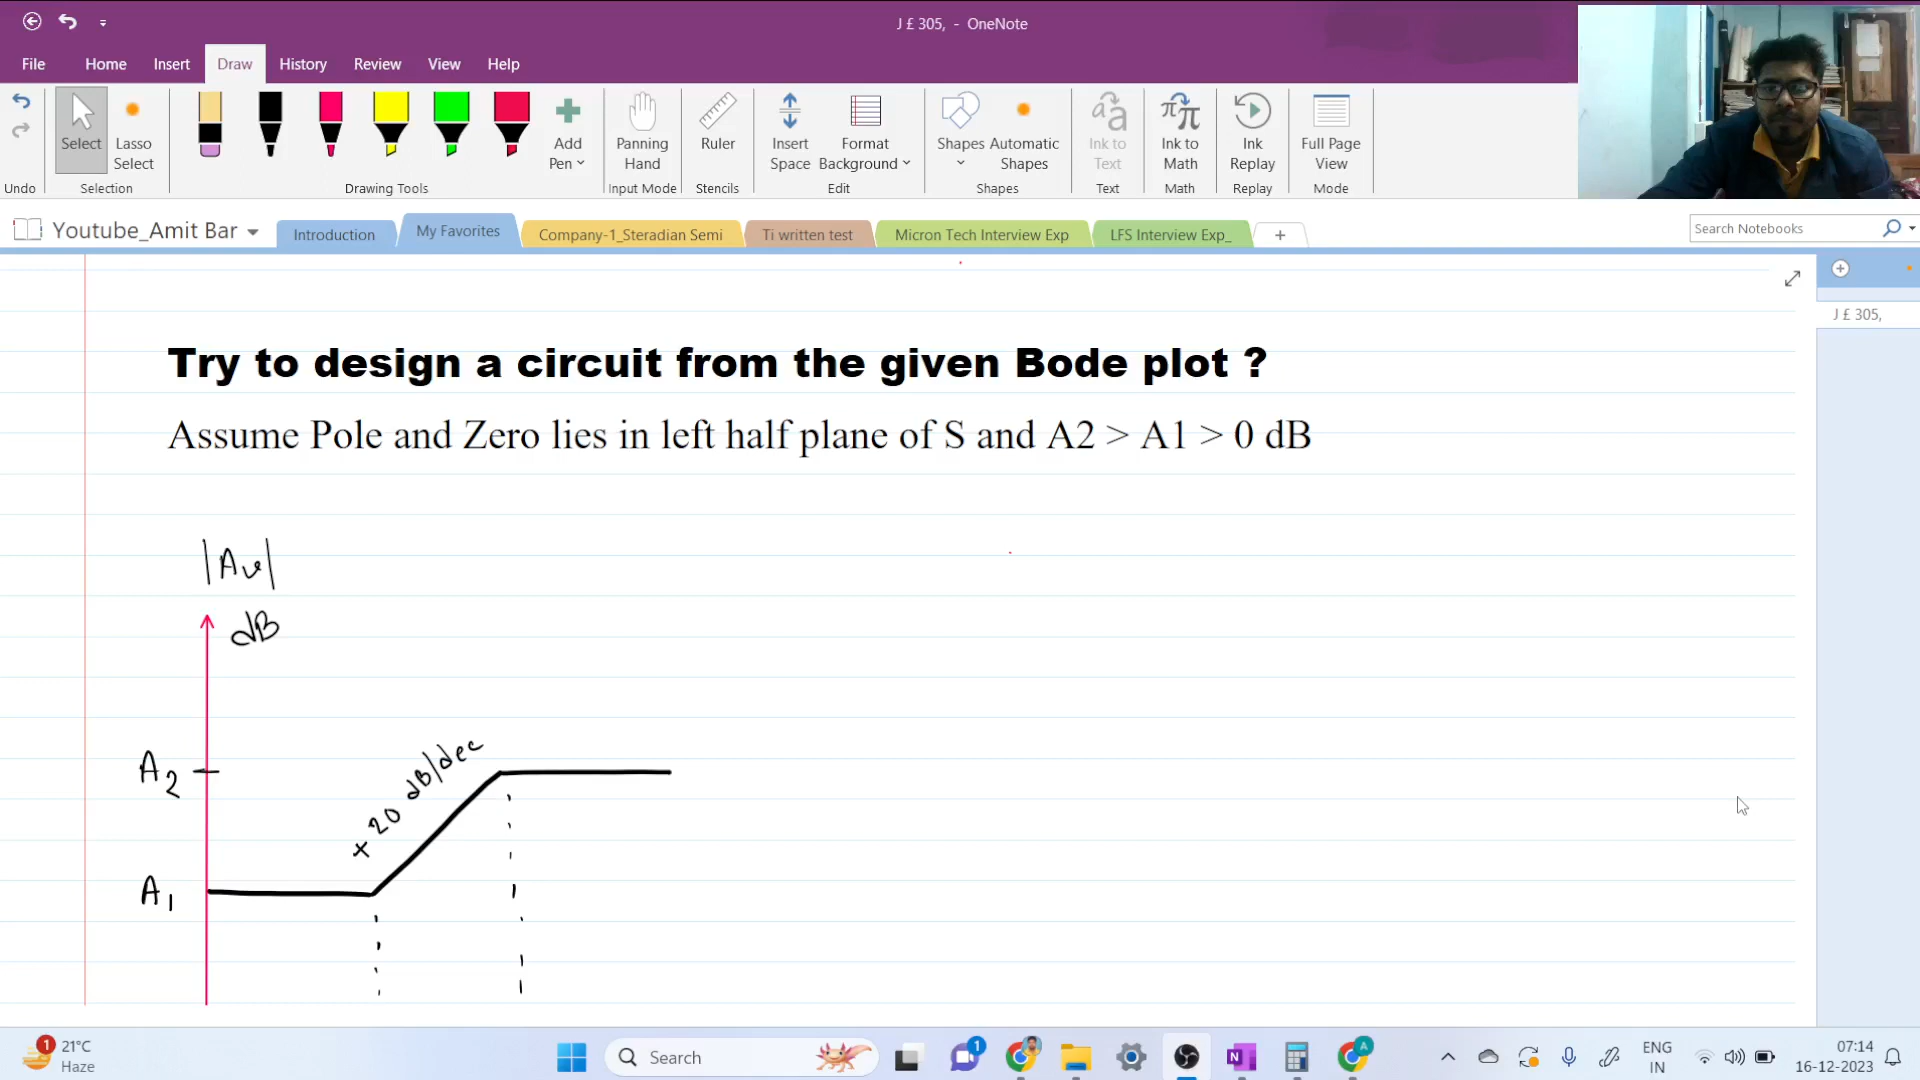 J £ 305, - OneNote
File Home Insert Draw History Review View Help
Select Lasso Select Add Pen Panning Hand Ruler Insert Space Format Background Shapes Automatic Shapes Ink to Text Ink to Math Ink Replay Full Page View
Undo Selection Drawing Tools Input Mode Stencils Edit Shapes Text Math Replay Mode
Youtube_Amit Bar Introduction My Favorites Company-1_Steradian Semi Ti written test Micron Tech Interview Exp LFS Interview Exp_ + Search Notebooks
J £ 305,
Try to design a circuit from the given Bode plot ?
Assume Pole and Zero lies in left half plane of S and A2 > A1 > 0 dB
|Av|
dB
+ 20 dB/dec
A2
A1
1 21°C Haze
Search
1
A
ENG IN
07:14
16-12-2023